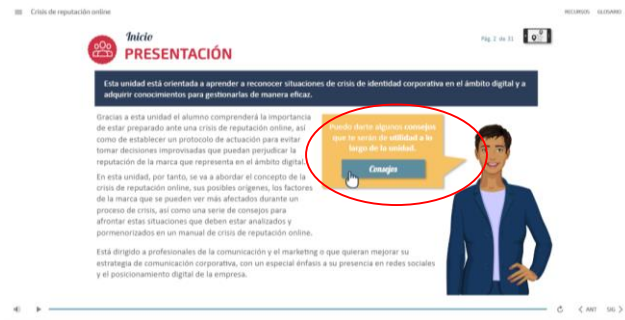 Crisis de reputación online
RECURSOS GLOSARIO
Inicio
PRESENTACIÓN
Pág. 2 de 31
Esta unidad está orientada a aprender a reconocer situaciones de crisis de identidad corporativa en el ámbito digital y a
adquirir conocimientos para gestionarlas de manera eficaz.
Gracias a esta unidad el alumno comprenderá la importancia
de estar preparado ante una crisis de reputación online, así
como de establecer un protocolo de actuación para evitar
tomar decisiones improvisadas que puedan perjudicar la
reputación de la marca que representa en el ámbito digital.
En esta unidad, por tanto, se va a abordar el concepto de la
crisis de reputación online, sus posibles orígenes, los factores
de la marca que se pueden ver más afectados durante un
proceso de crisis, así como una serie de consejos para
afrontar estas situaciones que deben estar analizados y
pormenorizados en un manual de crisis de reputación online.
Puedo darte algunos consejos
que te serán de utilidad a lo
largo de la unidad.
Consejos
Está dirigido a profesionales de la comunicación y el marketing o que quieran mejorar su
estrategia de comunicación corporativa, con un especial énfasis a su presencia en redes sociales
y el posicionamiento digital de la empresa.
ANT SIG